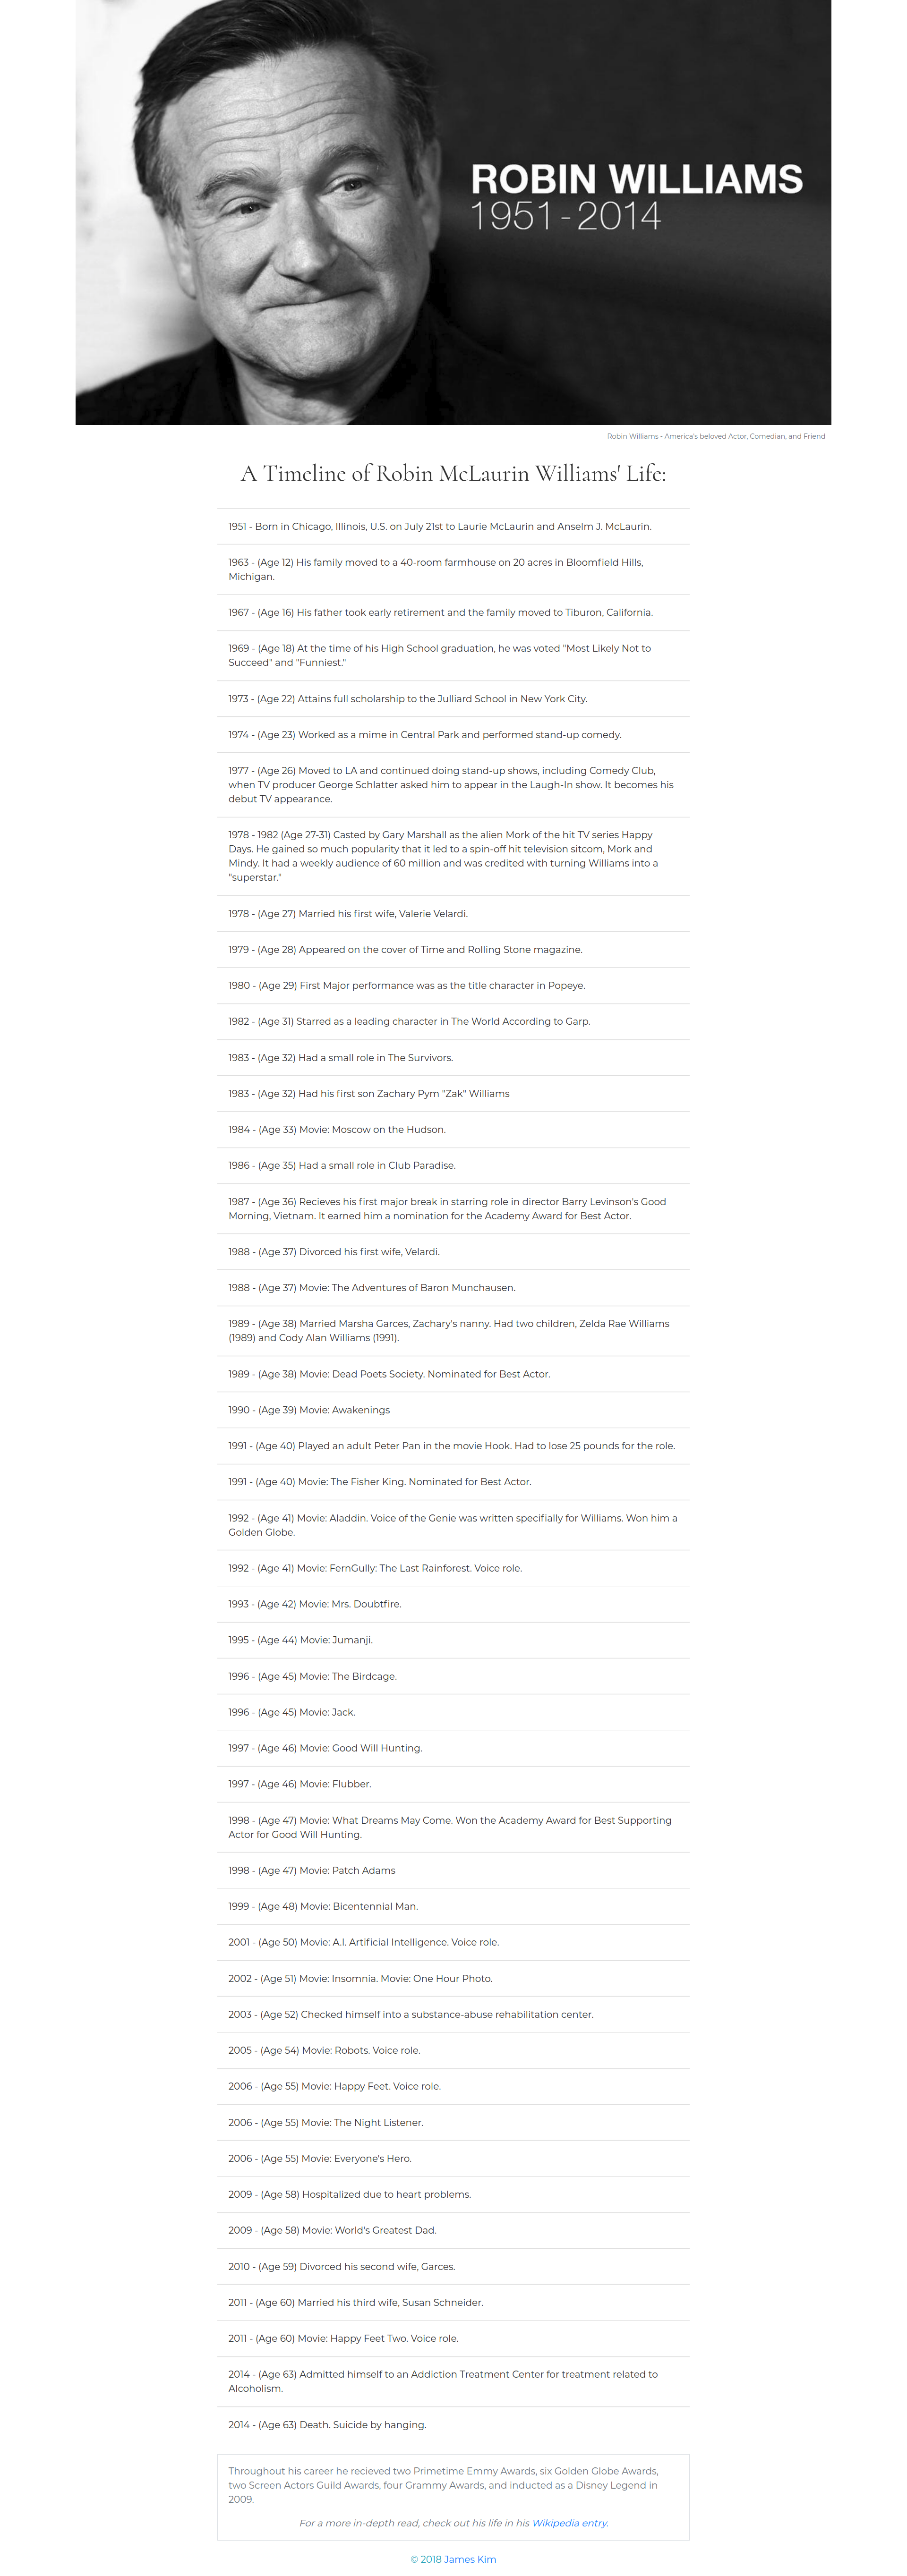 ROBIN WILLIAMS
1951 - 2014
Robin Williams - America's beloved Actor, Comedian, and Friend
A Timeline of Robin McLaurin Williams' Life:
1951 - Born in Chicago, Illinois, U.S. on July 21st to Laurie McLaurin and Anselm J. McLaurin.
1963 - (Age 12) His family moved to a 40-room farmhouse on 20 acres in Bloomfield Hills,
Michigan.
1967 - (Age 16) His father took early retirement and the family moved to Tiburon, California.
1969 - (Age 18) At the time of his High School graduation, he was voted "Most Likely Not to
Succeed" and "Funniest."
1973 - (Age 22) Attains full scholarship to the Julliard School in New York City.
1974 - (Age 23) Worked as a mime in Central Park and performed stand-up comedy.
1977 - (Age 26) Moved to LA and continued doing stand-up shows, including Comedy Club,
when TV producer George Schlatter asked him to appear in the Laugh-In show. It becomes his
debut TV appearance.
1978 - 1982 (Age 27-31) Casted by Gary Marshall as the alien Mork of the hit TV series Happy
Days. He gained so much popularity that it led to a spin-off hit television sitcom, Mork and
Mindy. It had a weekly audience of 60 million and was credited with turning Williams into a
"superstar."
1978 - (Age 27) Married his first wife, Valerie Velardi.
1979 - (Age 28) Appeared on the cover of Time and Rolling Stone magazine.
1980 - (Age 29) First Major performance was as the title character in Popeye.
1982 - (Age 31) Starred as a leading character in The World According to Garp.
1983 - (Age 32) Had a small role in The Survivors.
1983 - (Age 32) Had his first son Zachary Pym "Zak" Williams
1984 - (Age 33) Movie: Moscow on the Hudson.
1986 - (Age 35) Had a small role in Club Paradise.
1987 - (Age 36) Recieves his first major break in starring role in director Barry Levinson's Good
Morning, Vietnam. It earned him a nomination for the Academy Award for Best Actor.
1988 - (Age 37) Divorced his first wife, Velardi.
1988 - (Age 37) Movie: The Adventures of Baron Munchausen.
1989 - (Age 38) Married Marsha Garces, Zachary's nanny. Had two children, Zelda Rae Williams
(1989) and Cody Alan Williams (1991).
1989 - (Age 38) Movie: Dead Poets Society. Nominated for Best Actor.
1990 - (Age 39) Movie: Awakenings
1991 - (Age 40) Played an adult Peter Pan in the movie Hook. Had to lose 25 pounds for the role.
1991 - (Age 40) Movie: The Fisher King. Nominated for Best Actor.
1992 - (Age 41) Movie: Aladdin. Voice of the Genie was written specifially for Williams. Won him a
Golden Globe.
1992 - (Age 41) Movie: FernGully: The Last Rainforest. Voice role.
1993 - (Age 42) Movie: Mrs. Doubtfire.
1995 - (Age 44) Movie: Jumanji.
1996 - (Age 45) Movie: The Birdcage.
1996 - (Age 45) Movie: Jack.
1997 - (Age 46) Movie: Good Will Hunting.
1997 - (Age 46) Movie: Flubber.
1998 - (Age 47) Movie: What Dreams May Come. Won the Academy Award for Best Supporting
Actor for Good Will Hunting.
1998 - (Age 47) Movie: Patch Adams
1999 - (Age 48) Movie: Bicentennial Man.
2001 - (Age 50) Movie: A.I. Artificial Intelligence. Voice role.
2002 - (Age 51) Movie: Insomnia. Movie: One Hour Photo.
2003 - (Age 52) Checked himself into a substance-abuse rehabilitation center.
2005 - (Age 54) Movie: Robots. Voice role.
2006 - (Age 55) Movie: Happy Feet. Voice role.
2006 - (Age 55) Movie: The Night Listener.
2006 - (Age 55) Movie: Everyone's Hero.
2009 - (Age 58) Hospitalized due to heart problems.
2009 - (Age 58) Movie: World's Greatest Dad.
2010 - (Age 59) Divorced his second wife, Garces.
2011 - (Age 60) Married his third wife, Susan Schneider.
2011 - (Age 60) Movie: Happy Feet Two. Voice role.
2014 - (Age 63) Admitted himself to an Addiction Treatment Center for treatment related to
Alcoholism.
2014 - (Age 63) Death. Suicide by hanging.
Throughout his career he recieved two Primetime Emmy Awards, six Golden Globe Awards,
two Screen Actors Guild Awards, four Grammy Awards, and inducted as a Disney Legend in
2009.
For a more in-depth read, check out his life in his Wikipedia entry.
© 2018 James Kim